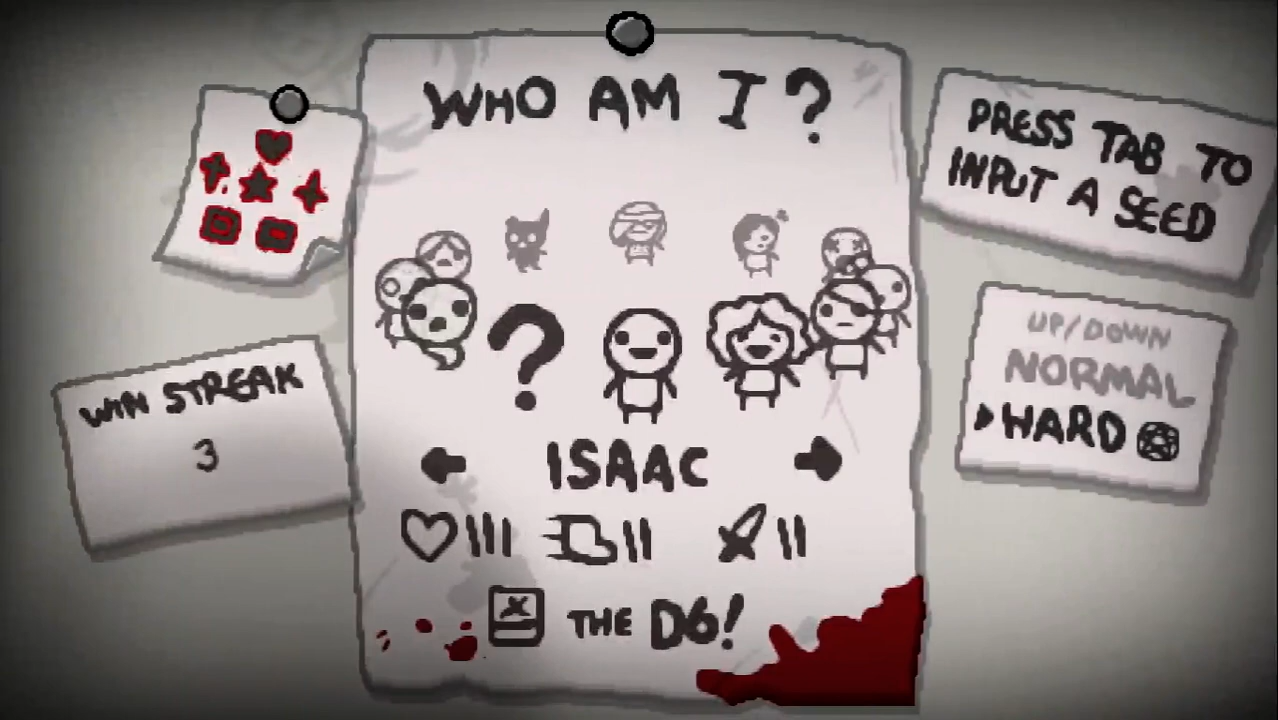 WHO AM I?
PRESS TAB TO
INPUT A SEED
WIN STREAK
3
UP/DOWN
NORMAL
HARD
?
ISAAC
THE D6!